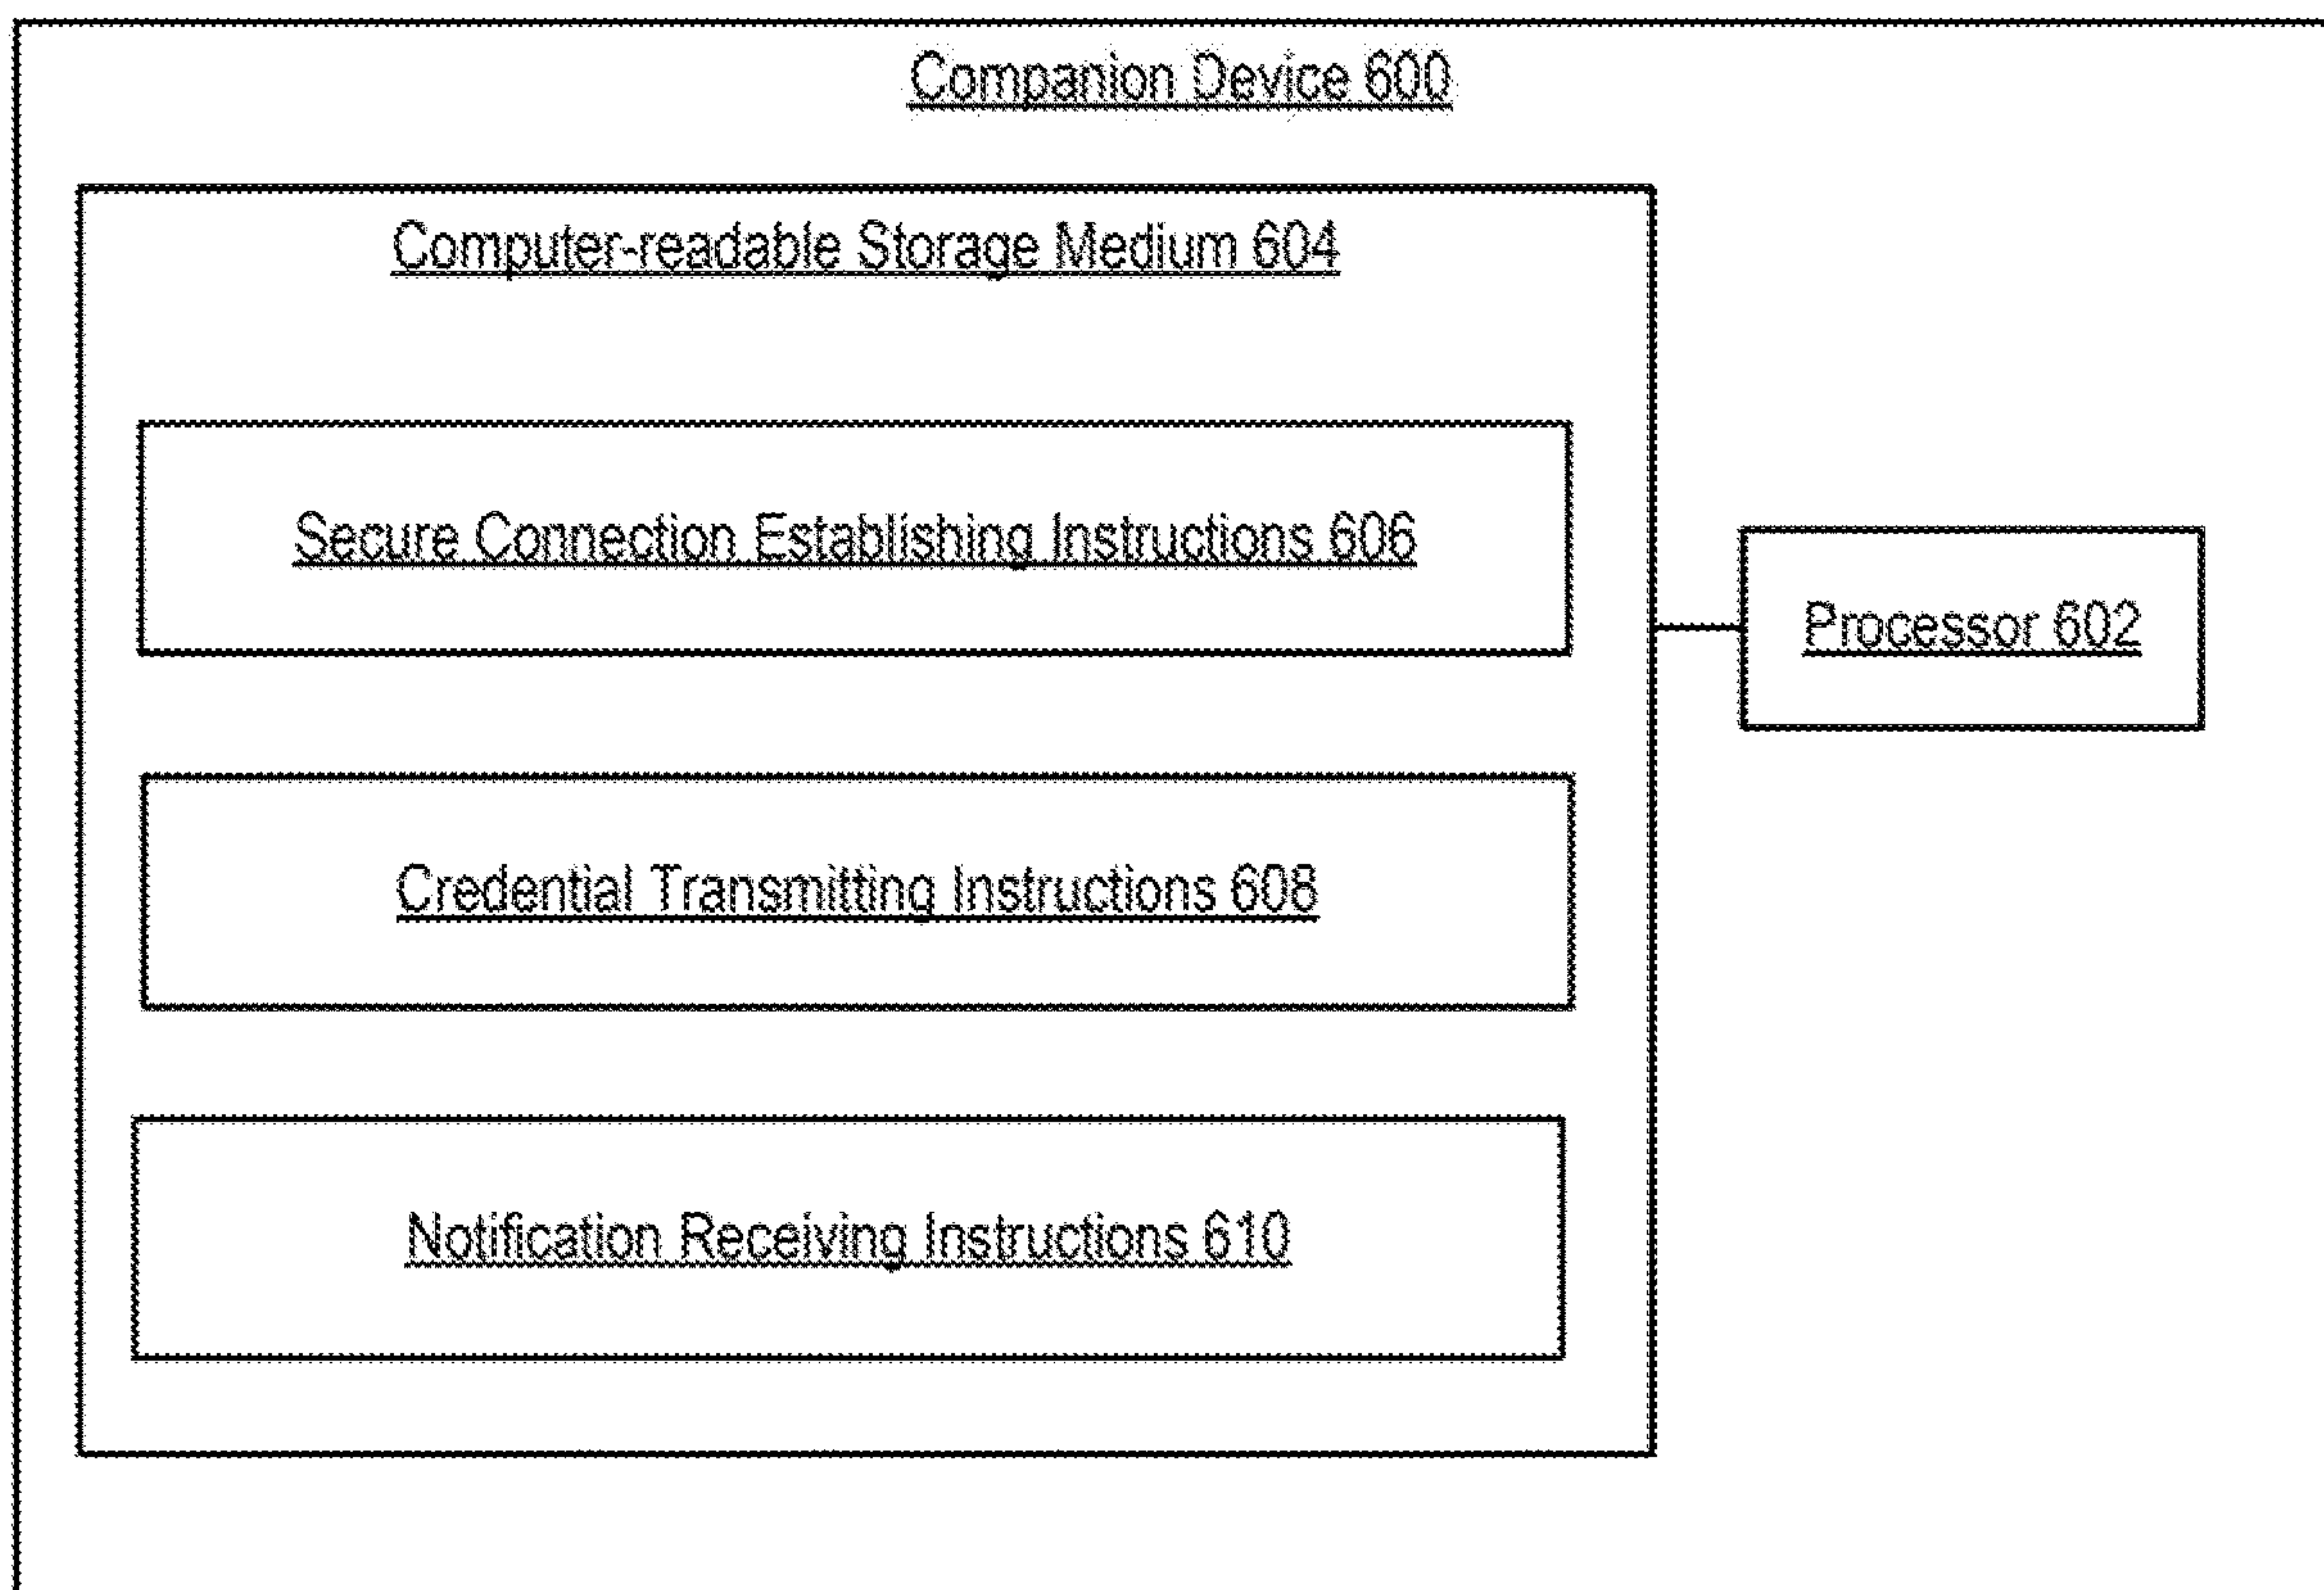 Companion Device 600
Computer-readable Storage Medium 604
Secure Connection Establishing Instructions 606
Processor 602
Credential Transmitting Instructions 608
Notification Receiving Instructions 610